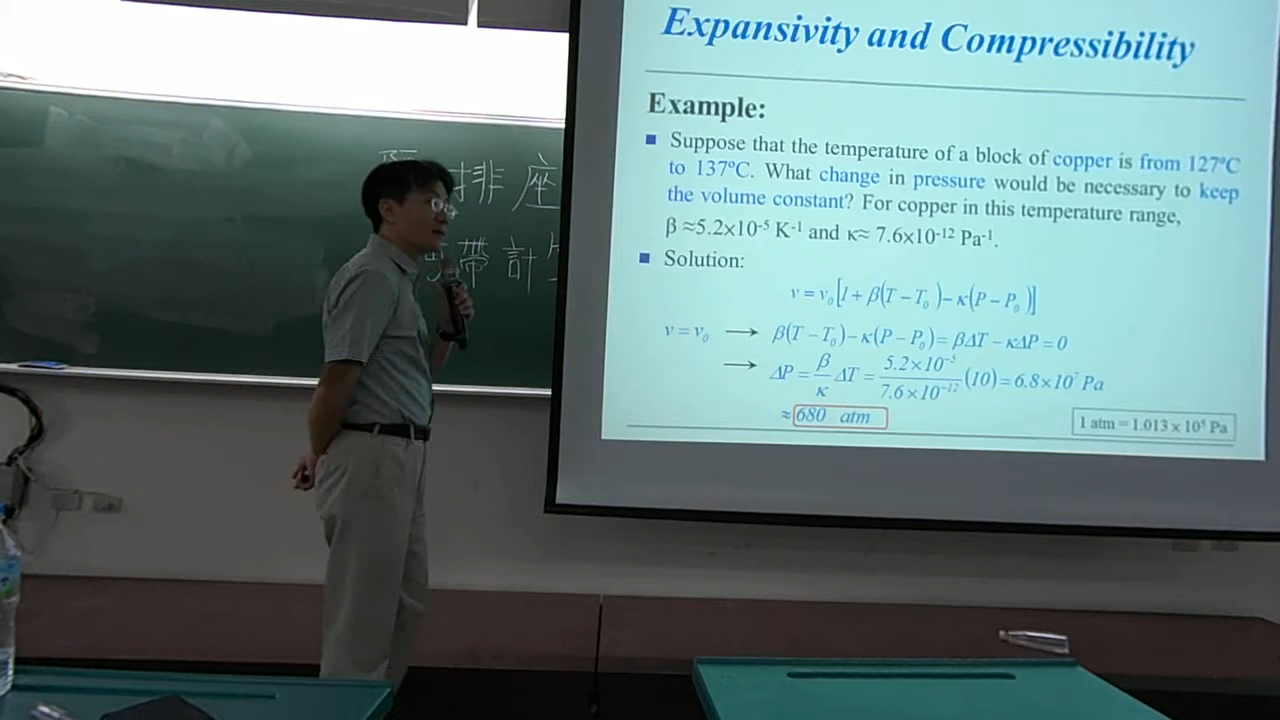 Expansivity and Compressibility
Example:
■ Suppose that the temperature of a block of copper is from 127ºC
to 137ºC. What change in pressure would be necessary to keep
the volume constant? For copper in this temperature range,
β ≈5.2×10⁻⁵ K⁻¹ and κ≈ 7.6×10⁻¹² Pa⁻¹.
■ Solution:
v = v₀[1 + β(T − T₀) − κ(P − P₀)]
v = v₀ → β(T − T₀) − κ(P − P₀) = βΔT − κΔP = 0
→ ΔP = β/κ ΔT = 5.2×10⁻⁵/7.6×10⁻¹² (10) = 6.8×10⁷ Pa
≈ 680 atm
1 atm = 1.013 x 10⁵ Pa
排座
帶計